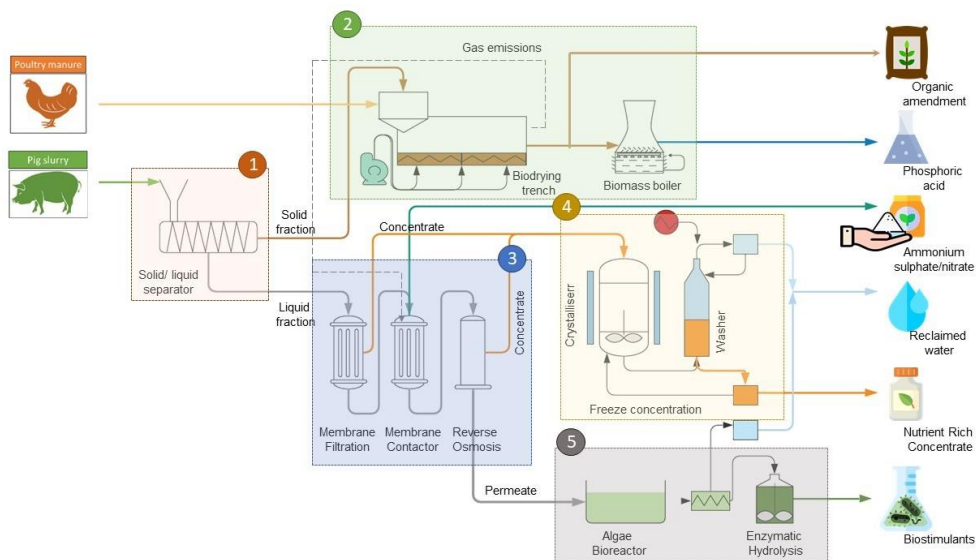 2
Gas emissions
Poultry manure
Organic
amendment
Pig slurry
1
Biodrying
trench
Biomass boiler
Phosphoric
acid
4
Solid
fraction
Concentrate
3
Ammonium
sulphate/nitrate
Solid/ liquid
separator
Liquid
fraction
Concentrate
Crystalliserr
Washer
Reclaimed
water
Freeze concentration
Membrane
Filtration
Membrane
Contactor
Reverse
Osmosis
Nutrient Rich
Concentrate
5
Permeate
Algae
Bioreactor
Enzymatic
Hydrolysis
Biostimulants